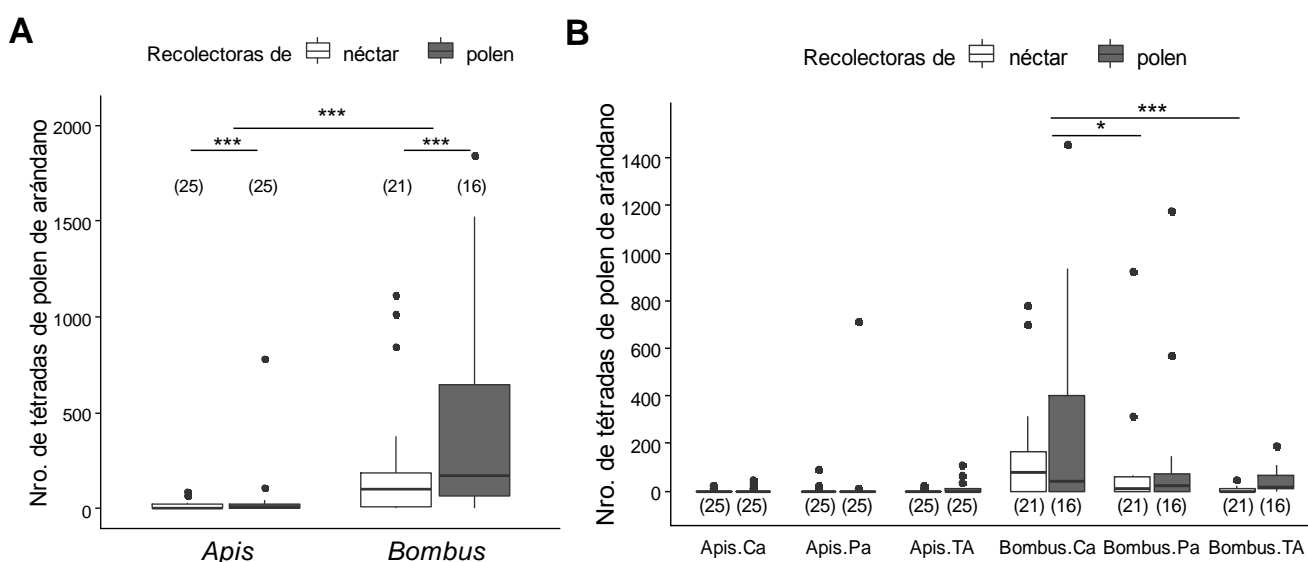 A
Recolectoras de néctar polen
Nro. de tétradas de polen de arándano
2000
1500
1000
500
0
***
*** ***
(25) (25) (21) (16)
Apis Bombus
B
Recolectoras de néctar polen
Nro. de tétradas de polen de arándano
1400
1200
1000
800
600
400
200
0
***
*
(25) (25) (25) (25) (25) (25) (21) (16) (21) (16) (21) (16)
Apis.Ca Apis.Pa Apis.TA Bombus.Ca Bombus.Pa Bombus.TA